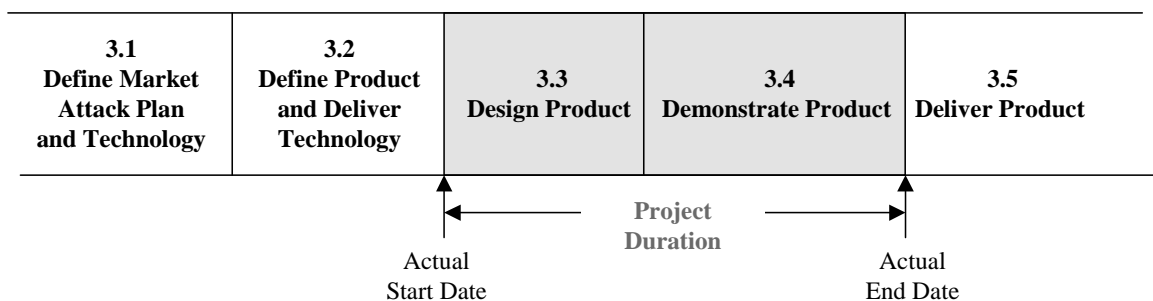 3.1
Define Market
Attack Plan
and Technology
3.2
Define Product
and Deliver
Technology
3.3
Design Product
3.4
Demonstrate Product
3.5
Deliver Product
Project
Duration
Actual
Start Date
Actual
End Date